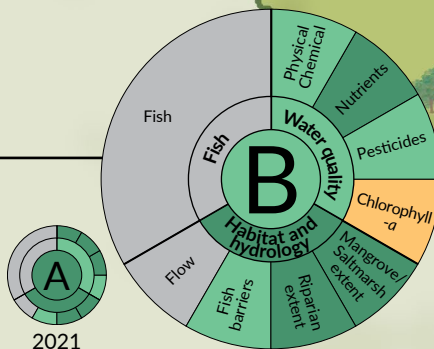 Physical
Chemical
Nutrients
Fish
Pesticides
Fish
Water quality
B
Chlorophyll
-a
Habitat and
hydrology
Mangrove/
Saltmarsh
extent
Flow
Fish
barriers
Riparian
extent
A
2021